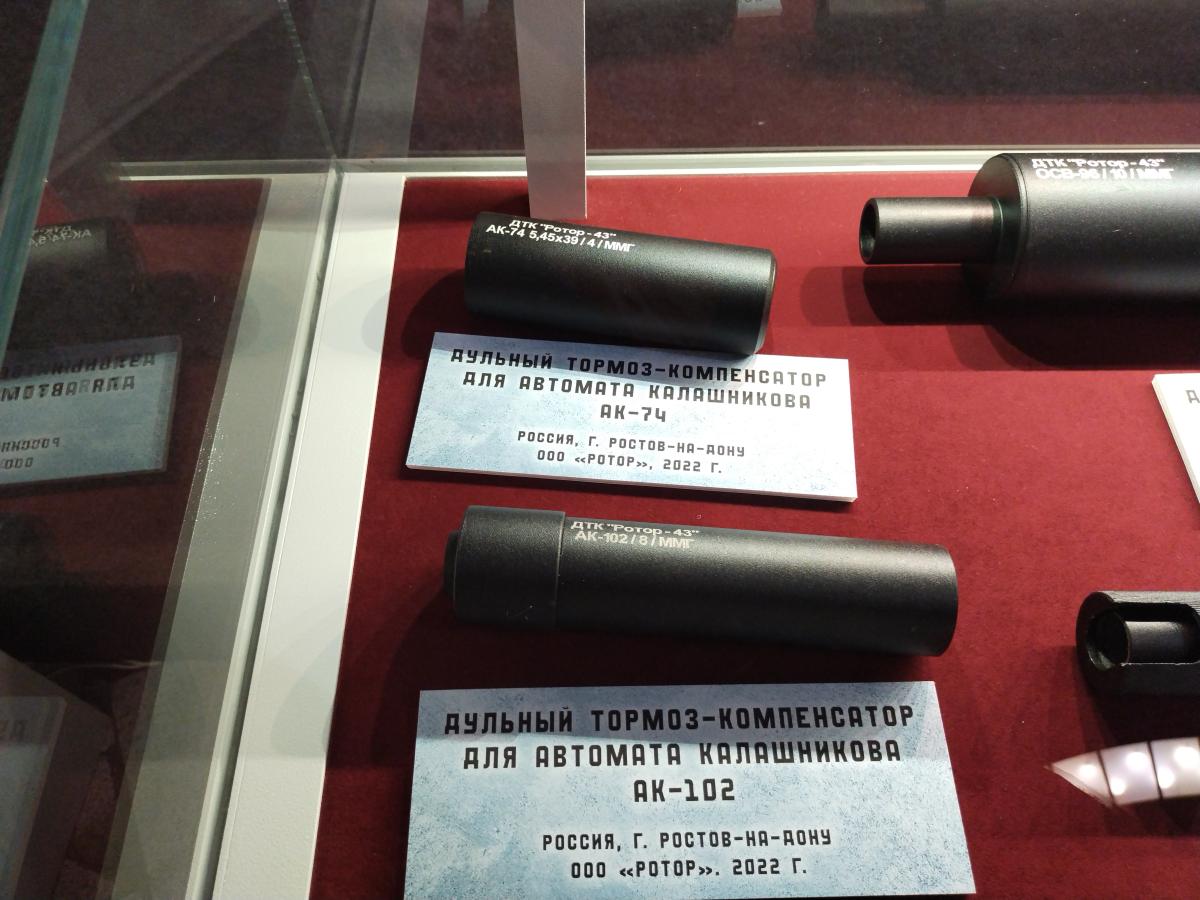 ДТК "Ротор - 43"
АК-74 5,45х39 / 4 / ММГ
ДТК "Ротор - 43"
ОСВ-96 / 10 / ММГ
ДУЛЬНЫЙ ТОРМОЗ-КОМПЕНСАТОР
ДЛЯ АВТОМАТА КАЛАШНИКОВА
АК-74
РОССИЯ, Г. РОСТОВ-НА-ДОНУ
ООО «РОТОР», 2022 Г.
ДТК "Ротор - 43"
АК-102 / 8 / ММГ
ДУЛЬНЫЙ ТОРМОЗ-КОМПЕНСАТОР
ДЛЯ АВТОМАТА КАЛАШНИКОВА
АК-102
РОССИЯ, Г. РОСТОВ-НА-ДОНУ
ООО «РОТОР». 2022 Г.